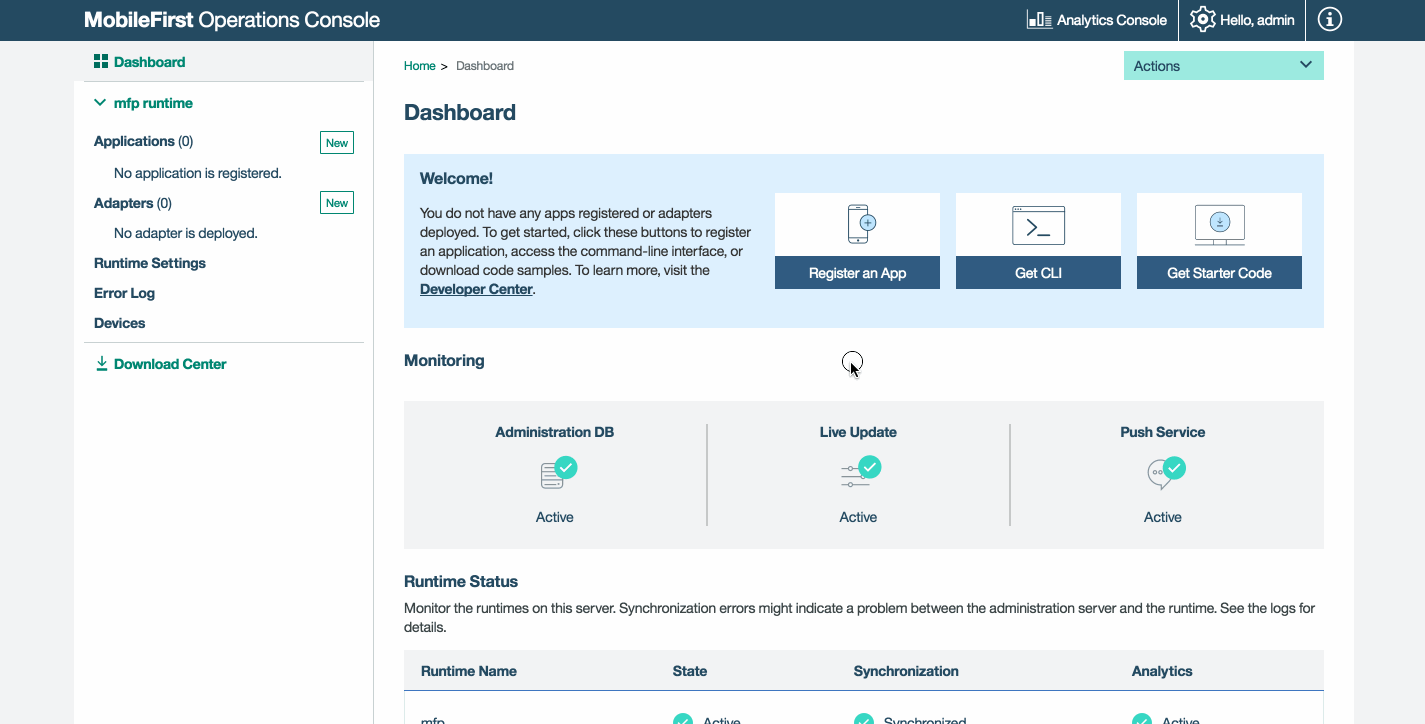 MobileFirst Operations Console
Analytics Console
Hello, admin
Dashboard
mfp runtime
Applications (0)
New
No application is registered.
Adapters (0)
New
No adapter is deployed.
Runtime Settings
Error Log
Devices
Download Center
Home > Dashboard
Actions
Dashboard
Welcome!
You do not have any apps registered or adapters
deployed. To get started, click these buttons to register
an application, access the command-line interface, or
download code samples. To learn more, visit the
Developer Center.
Register an App
Get CLI
Get Starter Code
Monitoring
Administration DB
Live Update
Push Service
Active
Active
Active
Runtime Status
Monitor the runtimes on this server. Synchronization errors might indicate a problem between the administration server and the runtime. See the logs for
details.
Runtime Name State Synchronization Analytics
mfp Active Synchronized Active